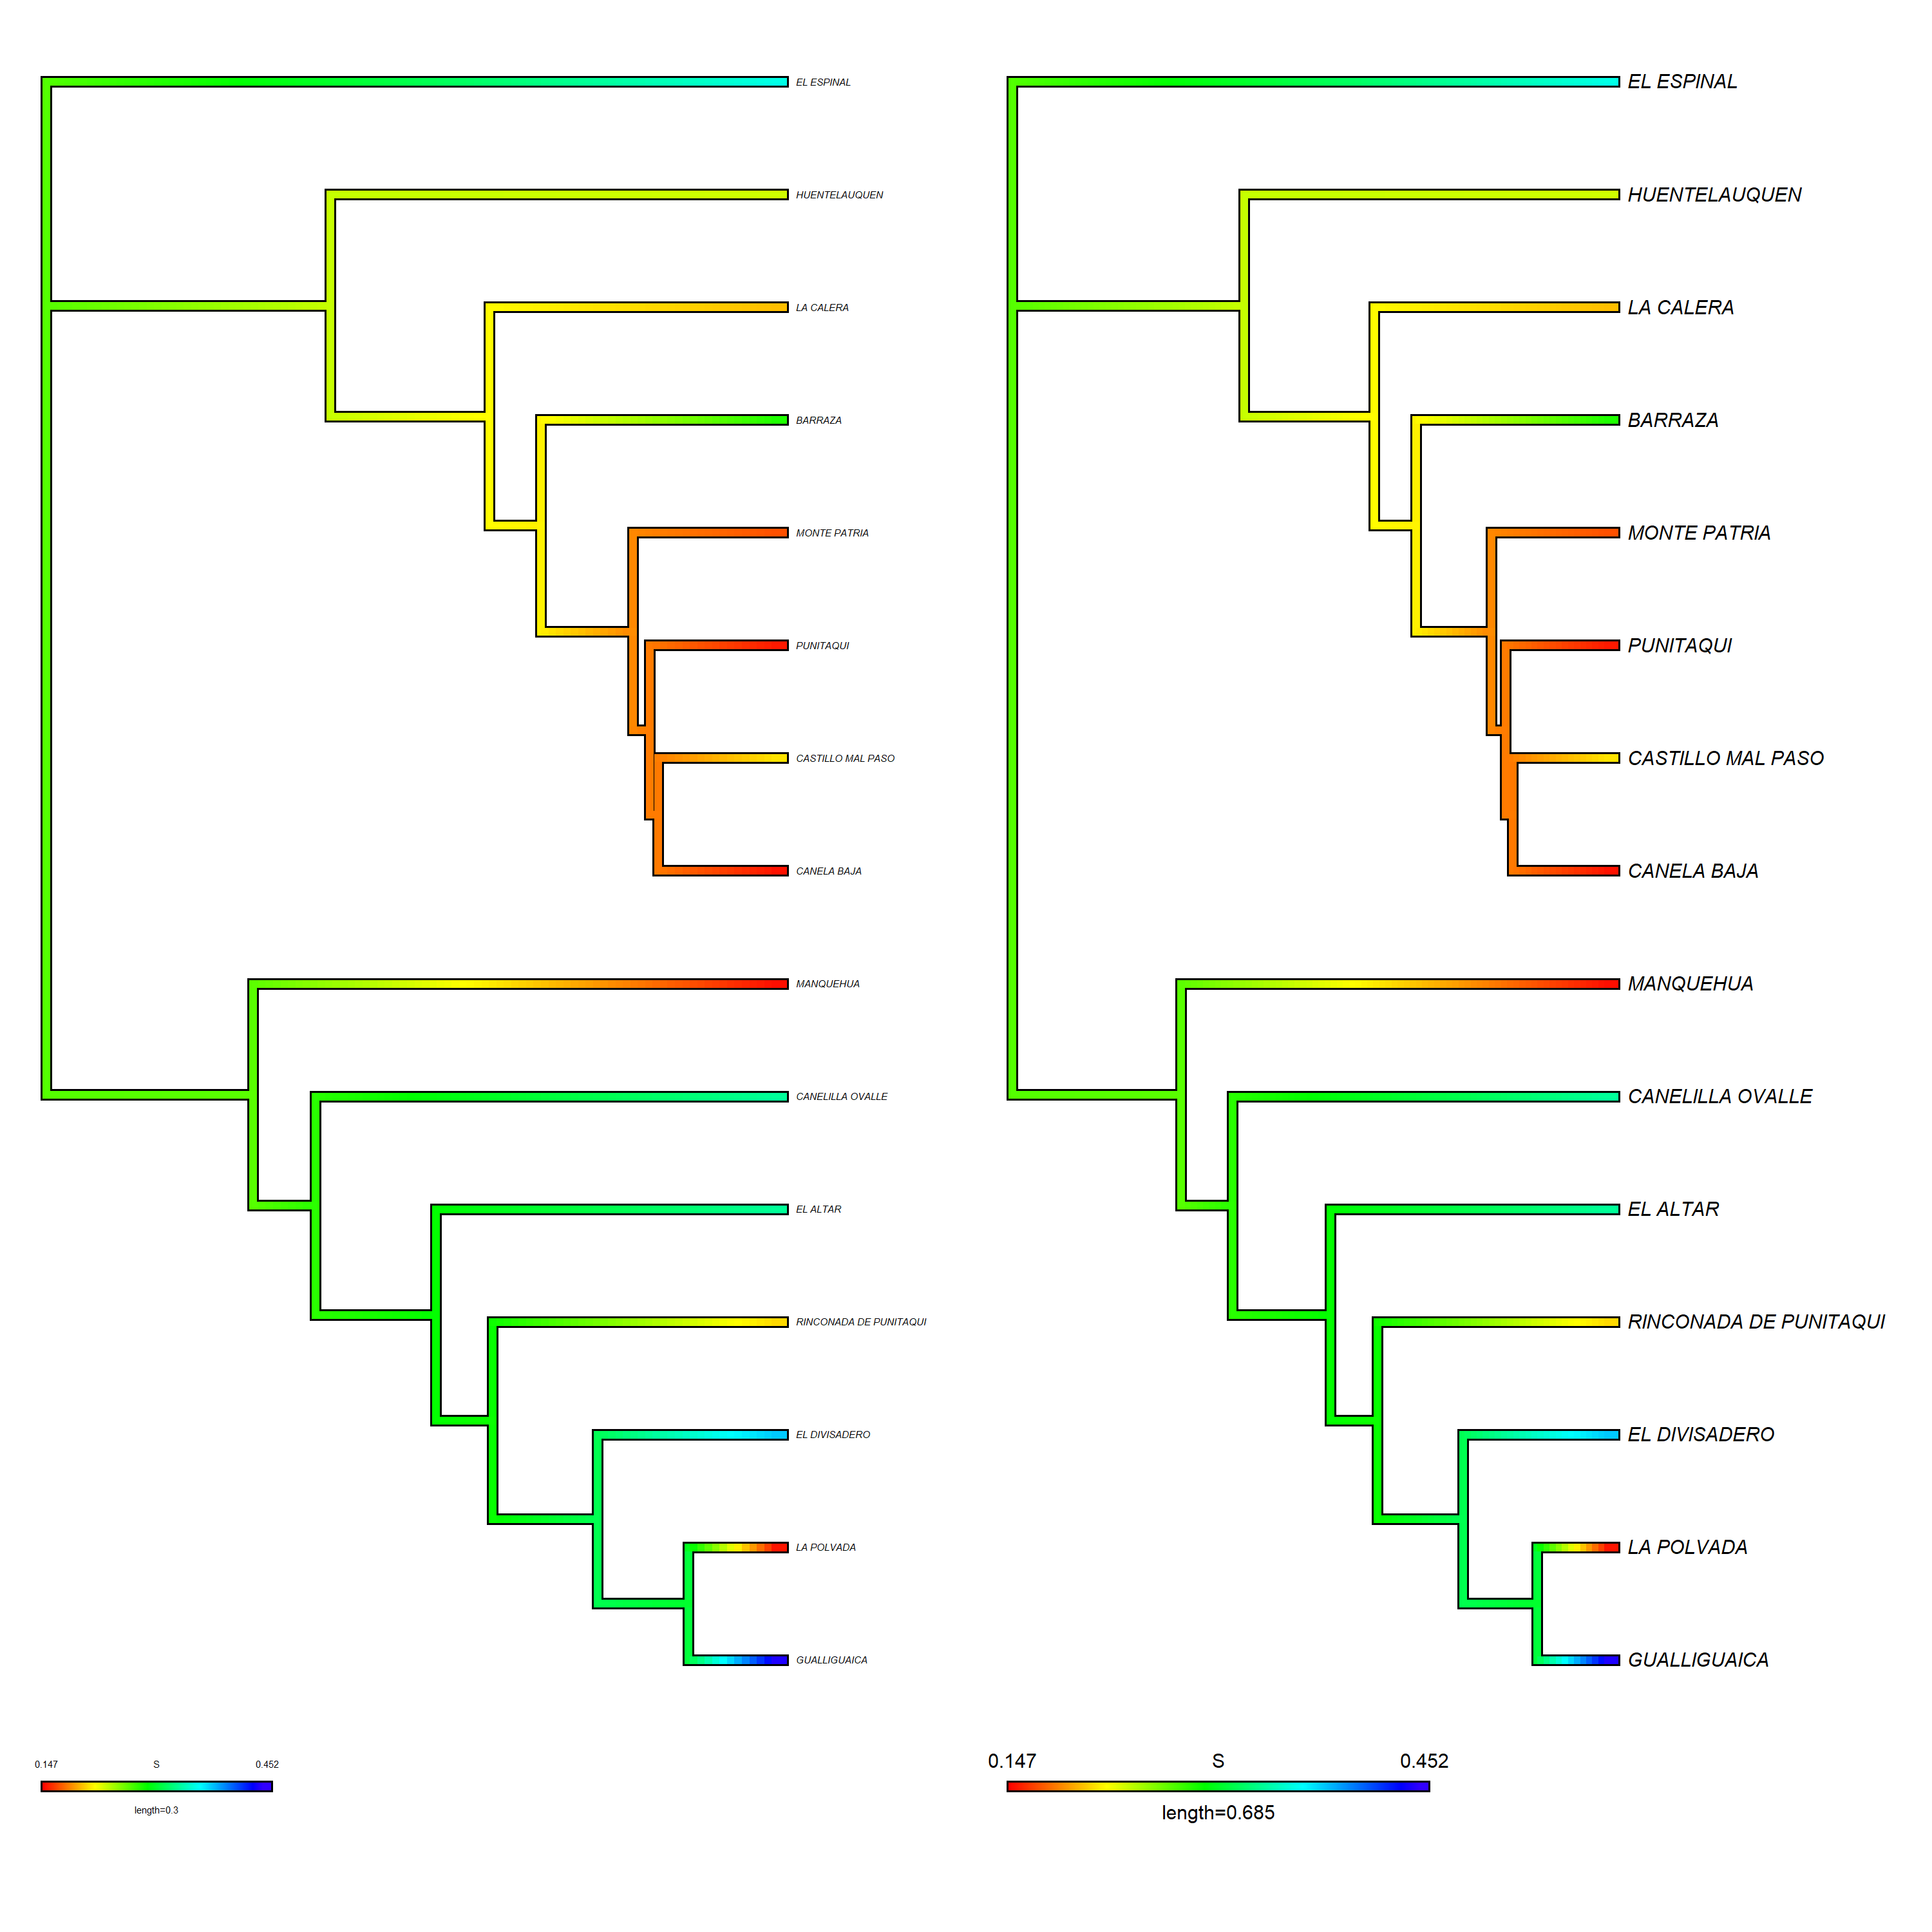 EL ESPINAL
HUENTELAUQUEN
LA CALERA
BARRAZA
MONTE PATRIA
PUNITAQUI
CASTILLO MAL PASO
CANELA BAJA
MANQUEHUA
CANELILLA OVALLE
EL ALTAR
RINCONADA DE PUNITAQUI
EL DIVISADERO
LA POLVADA
GUALLIGUAICA
0.147 S 0.452
length=0.3
EL ESPINAL
HUENTELAUQUEN
LA CALERA
BARRAZA
MONTE PATRIA
PUNITAQUI
CASTILLO MAL PASO
CANELA BAJA
MANQUEHUA
CANELILLA OVALLE
EL ALTAR
RINCONADA DE PUNITAQUI
EL DIVISADERO
LA POLVADA
GUALLIGUAICA
0.147 S 0.452
length=0.685